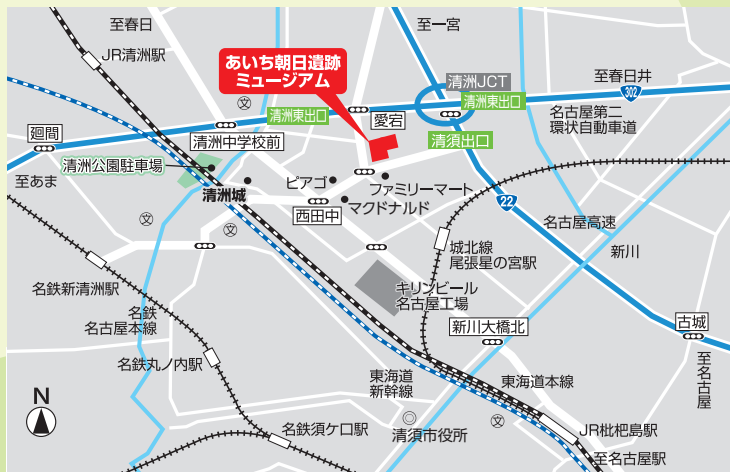 至春日
至一宮
JR清洲駅
あいち朝日遺跡
ミュージアム
清洲JCT
至春日井
302
清洲東出口
清洲東出口
文
名古屋第二
環状自動車道
愛宕
廻間
清洲中学校前
清須出口
清洲公園駐車場
至あま
ピアゴ
ファミリーマート
清洲城
マクドナルド
西田中
22
名古屋高速
文
文
新川
城北線
尾張星の宮駅
名鉄新清洲駅
キリンビール
名古屋工場
名鉄
名古屋本線
新川大橋北
古城
文
名鉄丸ノ内駅
至名古屋
東海道
新幹線
東海道本線
N
名鉄須ケ口駅
清須市役所
文
文
JR枇杷島駅
至名古屋駅